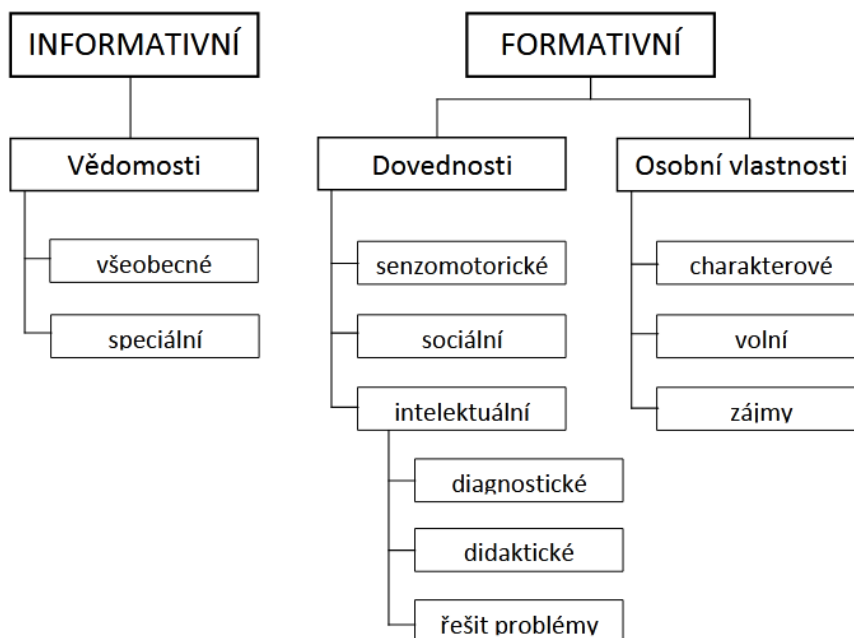 INFORMATIVNÍ
Vědomosti
všeobecné
speciální
FORMATIVNÍ
Dovednosti
senzomotorické
sociální
intelektuální
diagnostické
didaktické
řešit problémy
Osobní vlastnosti
charakterové
volní
zájmy